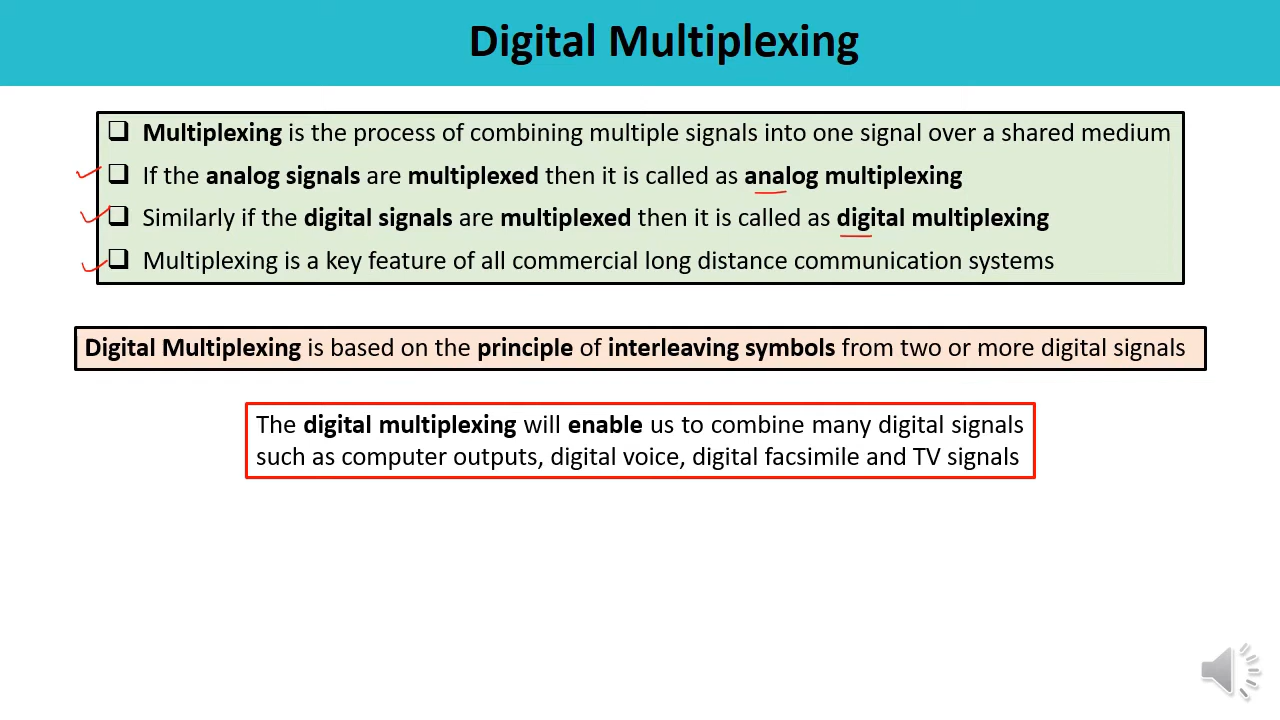 Digital Multiplexing
Multiplexing is the process of combining multiple signals into one signal over a shared medium
If the analog signals are multiplexed then it is called as analog multiplexing
Similarly if the digital signals are multiplexed then it is called as digital multiplexing
Multiplexing is a key feature of all commercial long distance communication systems
Digital Multiplexing is based on the principle of interleaving symbols from two or more digital signals
The digital multiplexing will enable us to combine many digital signals
such as computer outputs, digital voice, digital facsimile and TV signals